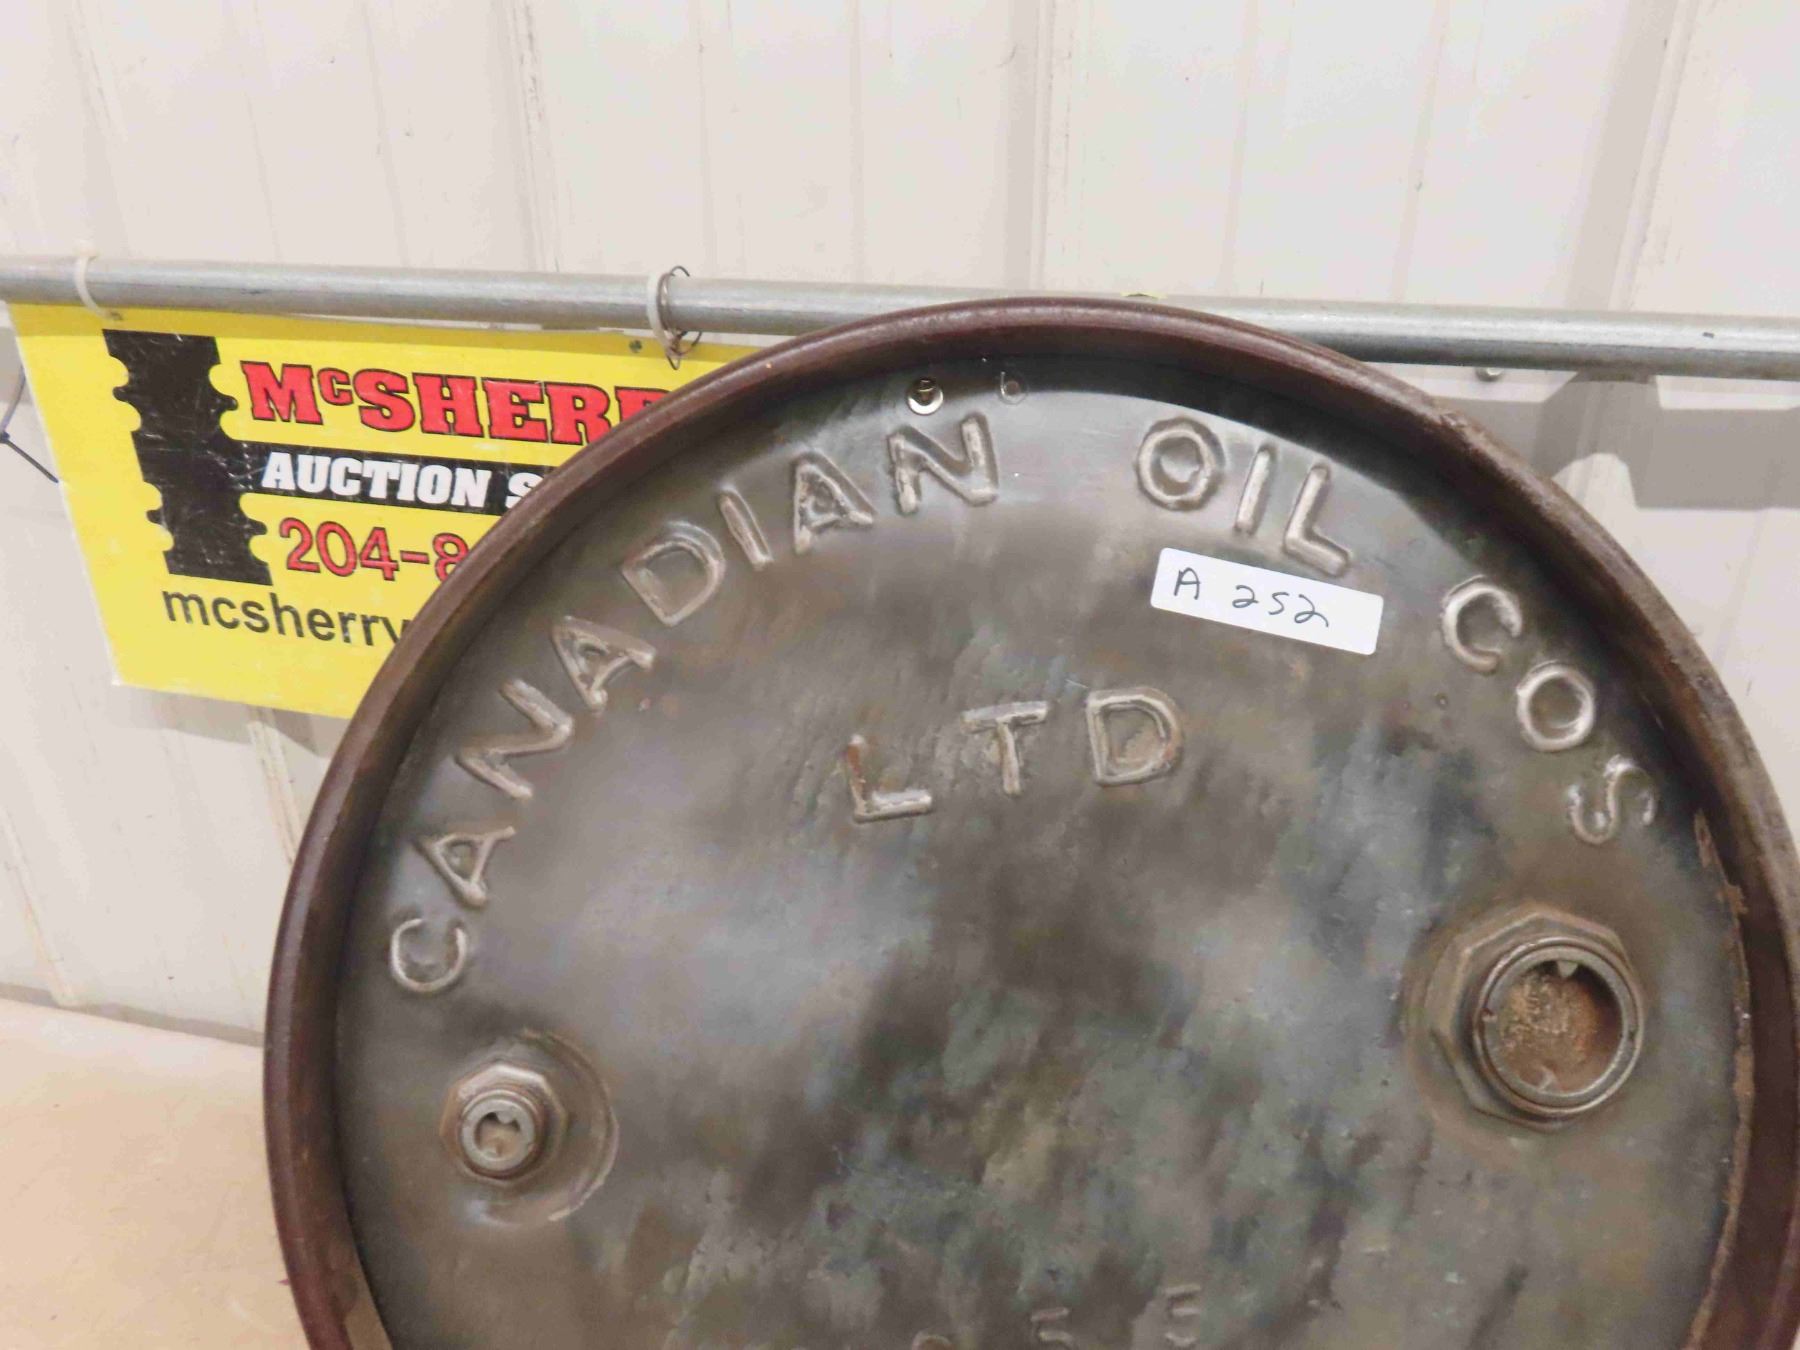 McSHERR
AUCTION S
204-8
mcsherry
CANADIAN OIL COS
LTD
A 252